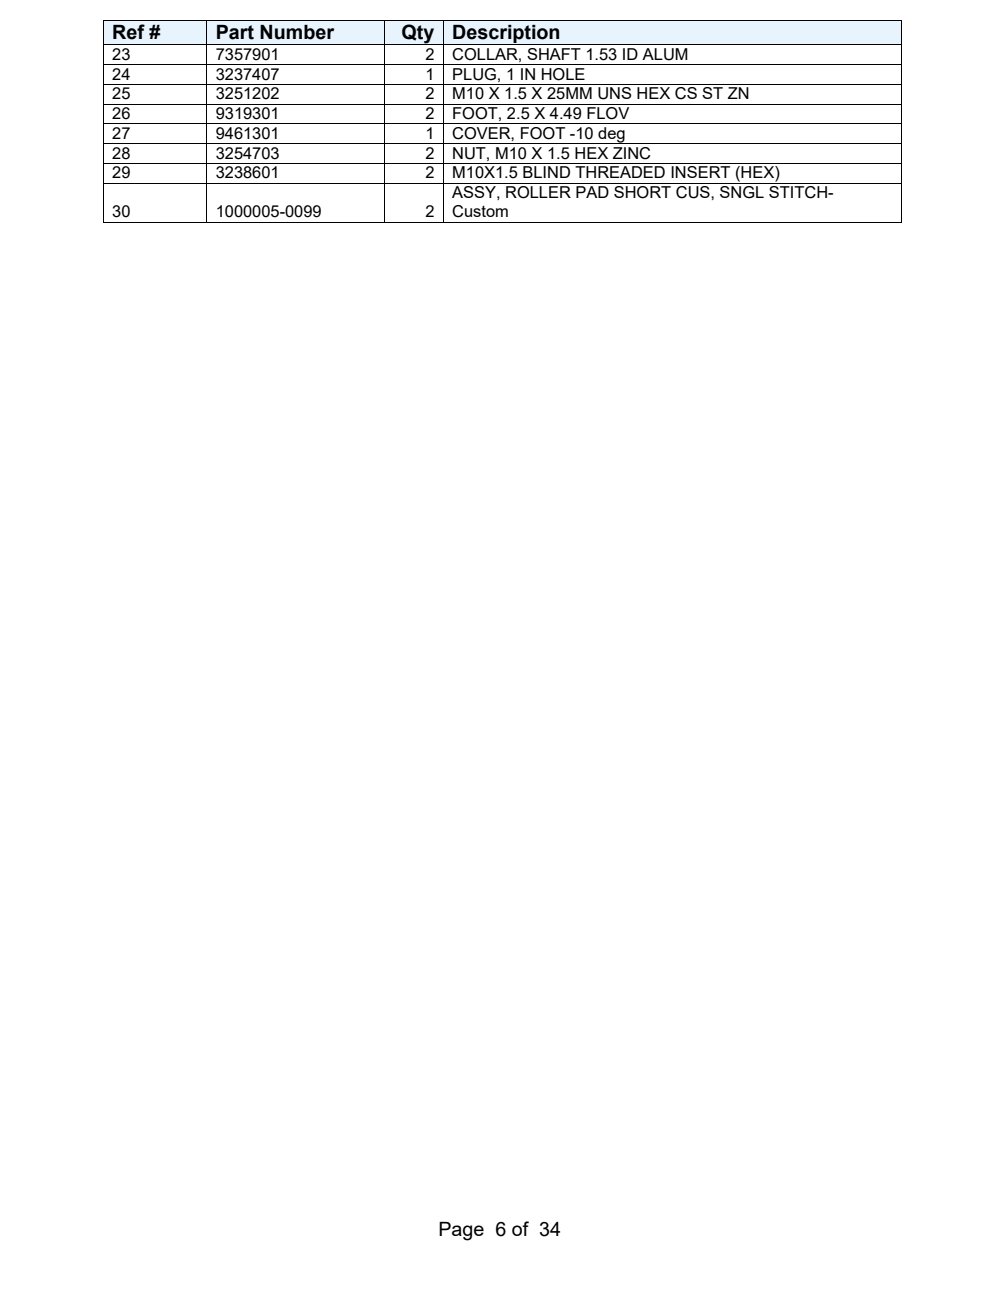 Ref # Part Number Qty Description
23 7357901 2 COLLAR, SHAFT 1.53 ID ALUM
24 3237407 1 PLUG, 1 IN HOLE
25 3251202 2 M10 X 1.5 X 25MM UNS HEX CS ST ZN
26 9319301 2 FOOT, 2.5 X 4.49 FLOV
27 9461301 1 COVER, FOOT -10 deg
28 3254703 2 NUT, M10 X 1.5 HEX ZINC
29 3238601 2 M10X1.5 BLIND THREADED INSERT (HEX)
ASSY, ROLLER PAD SHORT CUS, SNGL STITCH-
30 1000005-0099 2 Custom
Page 6 of 34